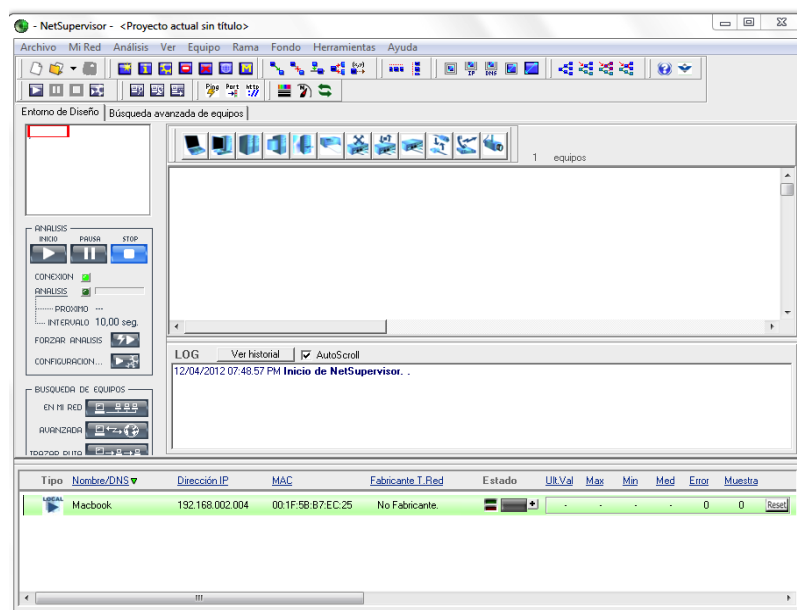 - NetSupervisor - <Proyecto actual sin título>
Archivo Mi Red Análisis Ver Equipo Rama Fondo Herramientas Ayuda
IP DNS
Ping Port http
Entorno de Diseño Búsqueda avanzada de equipos
1 equipos
ANALISIS
INICIO PAUSA STOP
CONEXION
ANALISIS
PROXIMO ---
INTERVALO 10,00 seg.
FORZAR ANALISIS
CONFIGURACION...
LOG Ver historial AutoScroll
12/04/2012 07:48.57 PM Inicio de NetSupervisor. .
BUSQUEDA DE EQUIPOS
EN MI RED
AVANZADA
TRAZAR RUTA
Tipo Nombre/DNS Dirección IP MAC Fabricante T.Red Estado Ult.Val Max Min Med Error Muestra
LOCAL Macbook 192.168.002.004 00:1F:5B:B7:EC:25 No Fabricante. - - - - 0 0 Reset